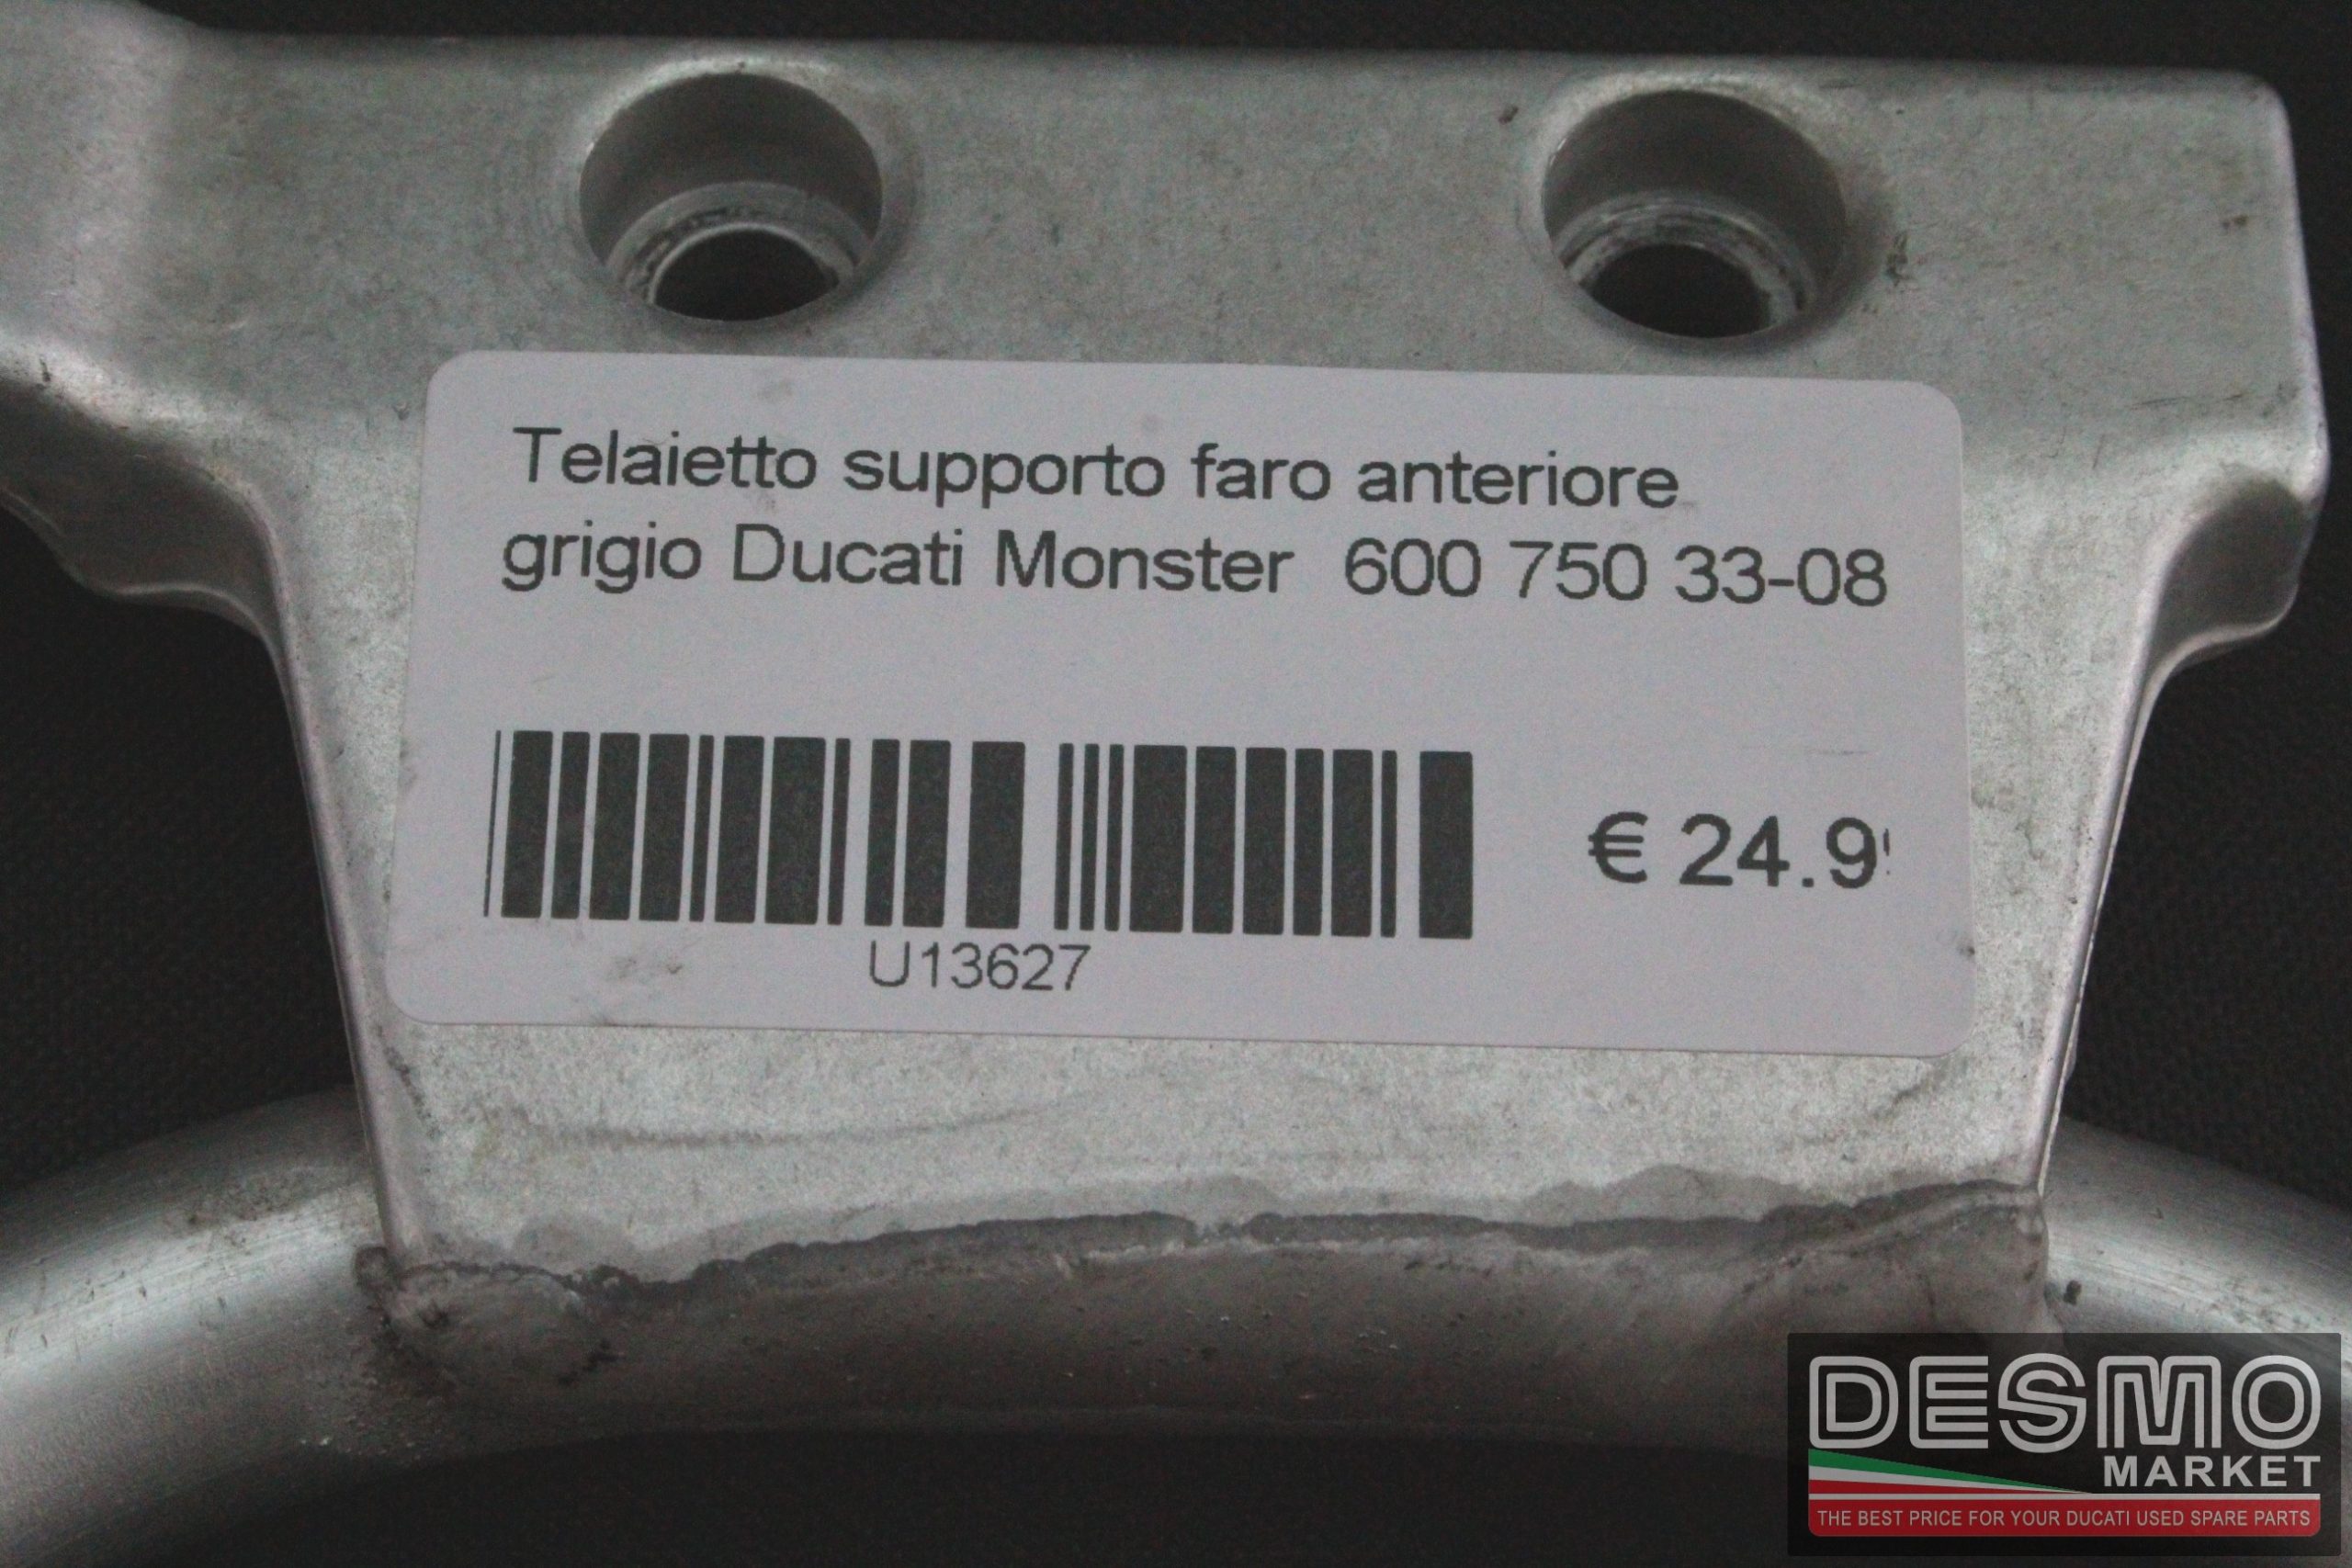 Telaietto supporto faro anteriore
grigio Ducati Monster 600 750 33-08
€ 24.9
U13627
DESMO
MARKET
THE BEST PRICE FOR YOUR DUCATI USED SPARE PARTS